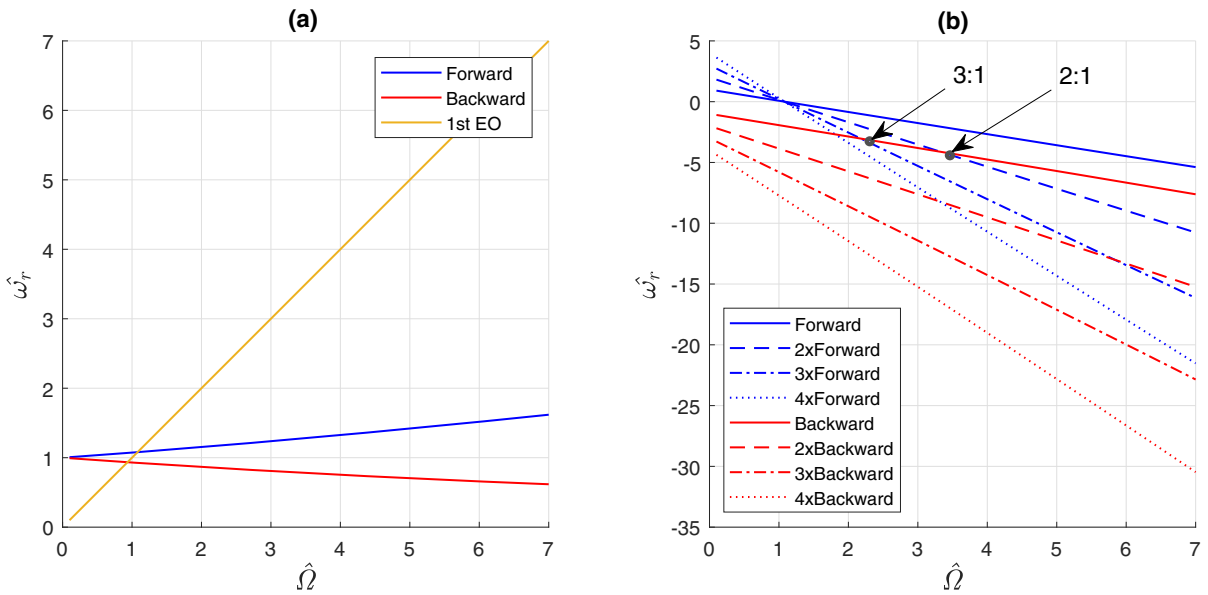 (a)
7
6
5
4
3
2
1
0
0 1 2 3 4 5 6 7
Ω̂
ω̂_r
Forward
Backward
1st EO
(b)
5
0
-5
-10
-15
-20
-25
-30
-35
0 1 2 3 4 5 6 7
Ω̂
ω̂_r
3:1
2:1
Forward
2xForward
3xForward
4xForward
Backward
2xBackward
3xBackward
4xBackward